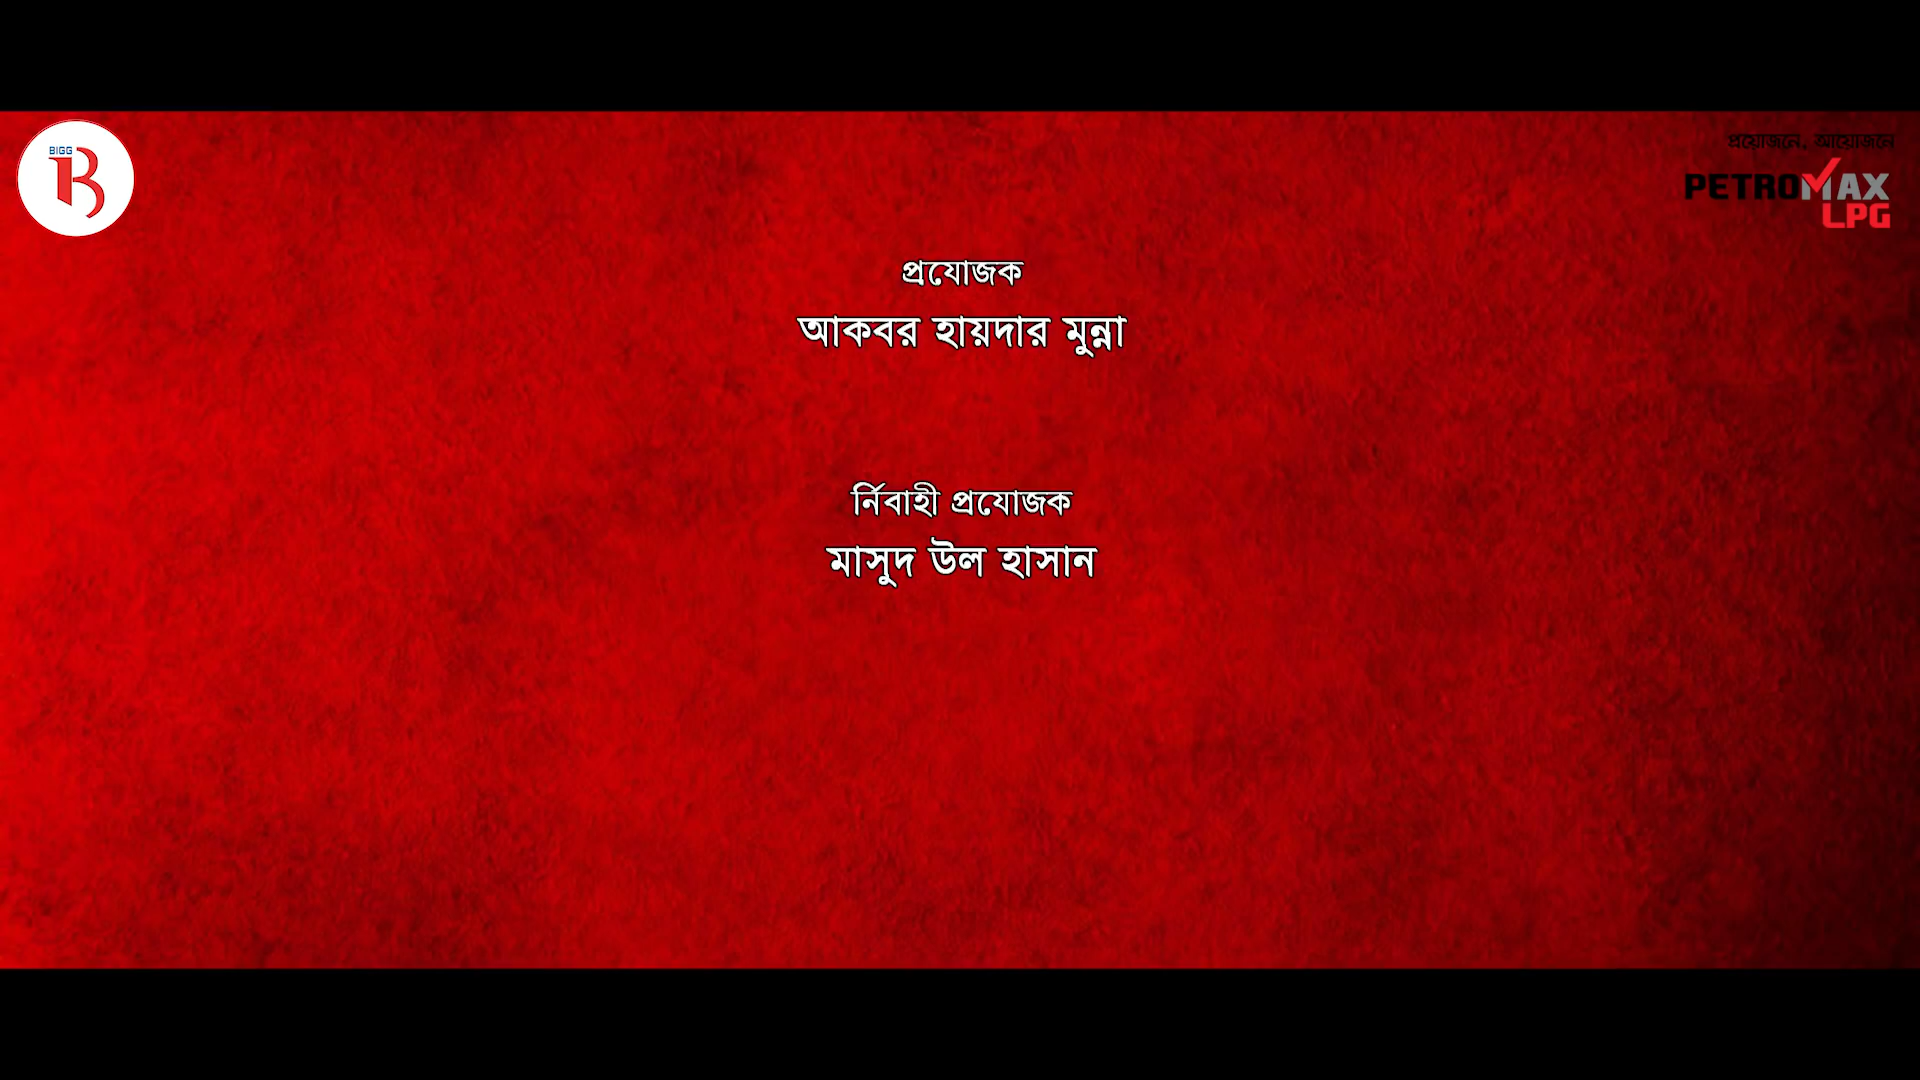 BIGG
B
প্রয়োজনে, আয়োজনে
PETROMAX
LPG
প্রযোজক
আকবর হায়দার মুন্না
র্নিবাহী প্রযোজক
মাসুদ উল হাসান